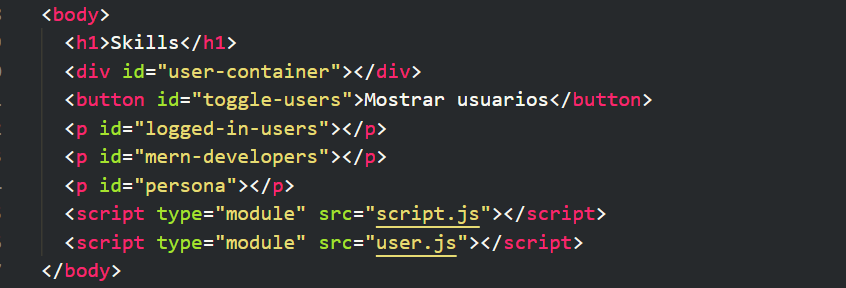 <body>
<h1>Skills</h1>
<div id="user-container"></div>
<button id="toggle-users">Mostrar usuarios</button>
<p id="logged-in-users"></p>
<p id="mern-developers"></p>
<p id="persona"></p>
<script type="module" src="script.js"></script>
<script type="module" src="user.js"></script>
</body>